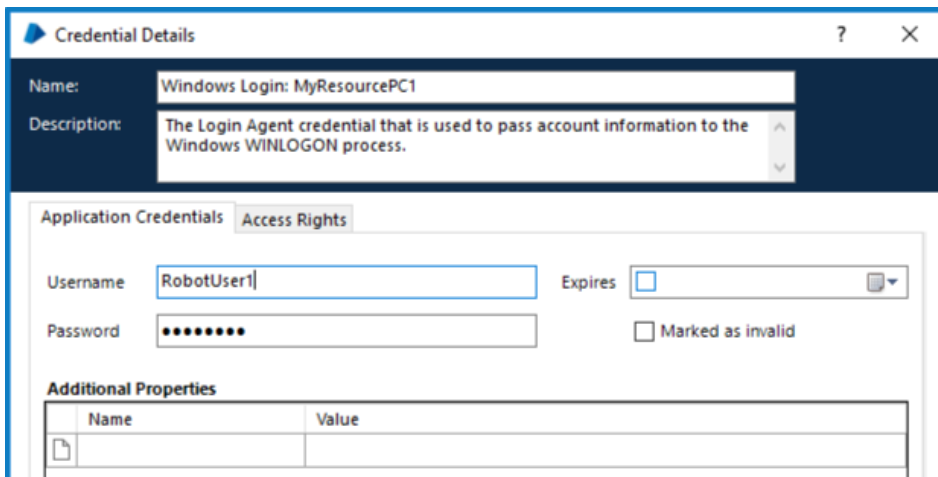 Credential Details
?
Name:
Windows Login: MyResourcePC1
Description:
The Login Agent credential that is used to pass account information to the
Windows WINLOGON process.
Application Credentials
Access Rights
Username
RobotUser1
Expires
Password
••••••••
Marked as invalid
Additional Properties
Name
Value